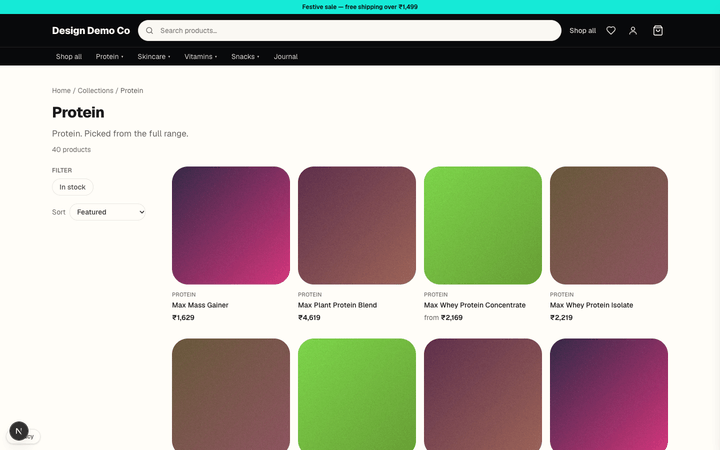 Festive sale — free shipping over ₹1,499
Design Demo Co
Search products...
Shop all
Shop all
Protein
Skincare
Vitamins
Snacks
Journal
Home / Collections / Protein
Protein
Protein. Picked from the full range.
40 products
FILTER
In stock
Sort
Featured
PROTEIN
Max Mass Gainer
₹1,629
PROTEIN
Max Plant Protein Blend
₹4,619
PROTEIN
Max Whey Protein Concentrate
from ₹2,169
PROTEIN
Max Whey Protein Isolate
₹2,219
N